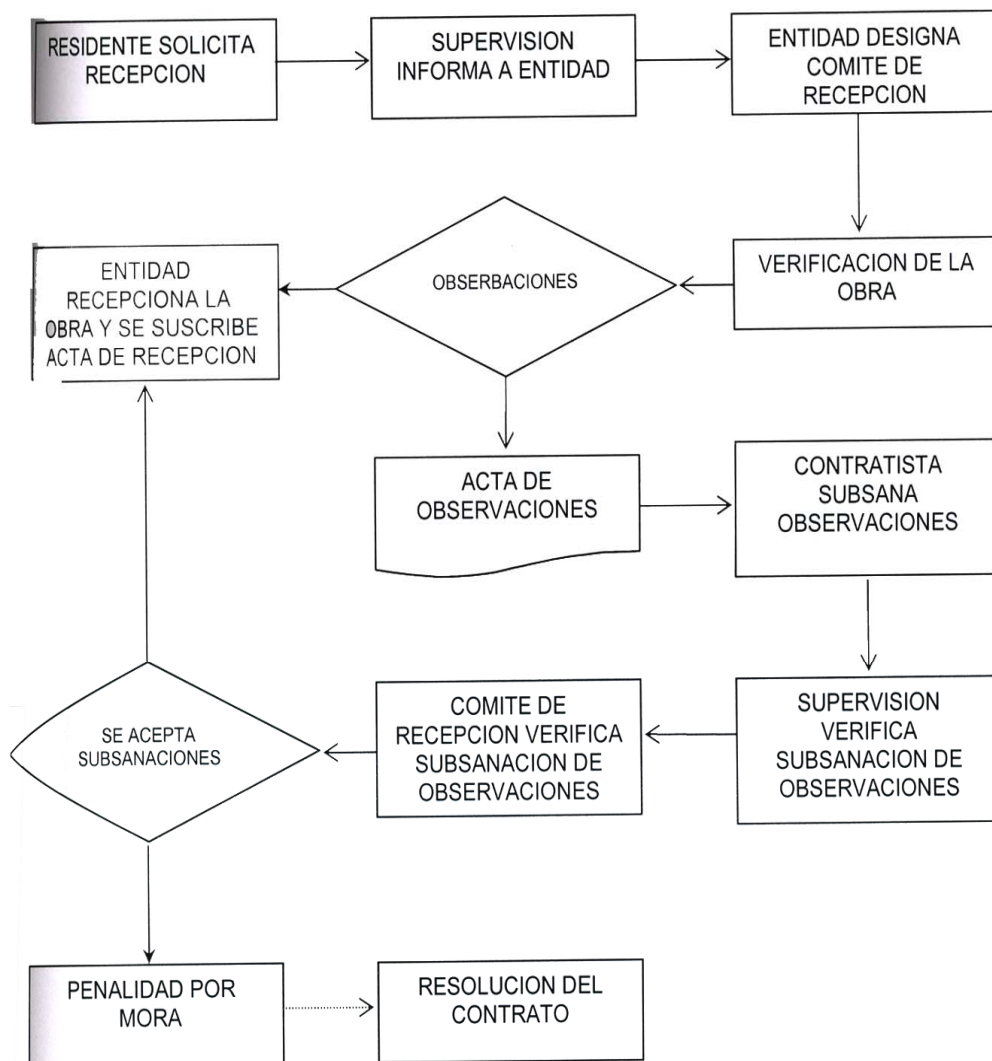 RESIDENTE SOLICITA
RECEPCION
SUPERVISION
INFORMA A ENTIDAD
ENTIDAD DESIGNA
COMITE DE
RECEPCION
ENTIDAD
RECEPCIONA LA
OBRA Y SE SUSCRIBE
ACTA DE RECEPCION
OBSERBACIONES
VERIFICACION DE LA
OBRA
ACTA DE
OBSERVACIONES
CONTRATISTA
SUBSANA
OBSERVACIONES
SE ACEPTA
SUBSANACIONES
COMITE DE
RECEPCION VERIFICA
SUBSANACION DE
OBSERVACIONES
SUPERVISION
VERIFICA
SUBSANACION DE
OBSERVACIONES
PENALIDAD POR
MORA
RESOLUCION DEL
CONTRATO